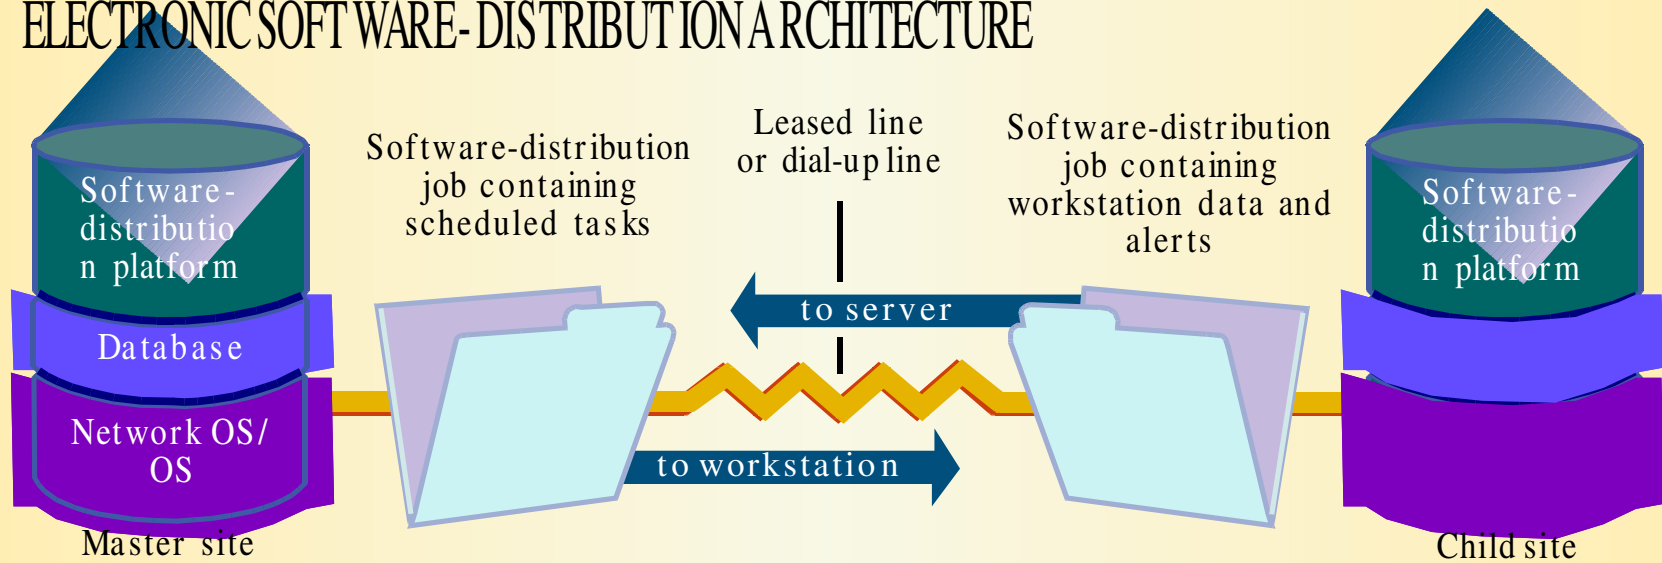 ELECTRONIC SOFTWARE-DISTRIBUTION ARCHITECTURE
Software-
distributio
n platform
Database
Network OS/
OS
Master site
Software-distribution
job containing
scheduled tasks
Leased line
or dial-up line
to server
to workstation
Software-distribution
job containing
workstation data and
alerts
Software-
distributio
n platform
Child site